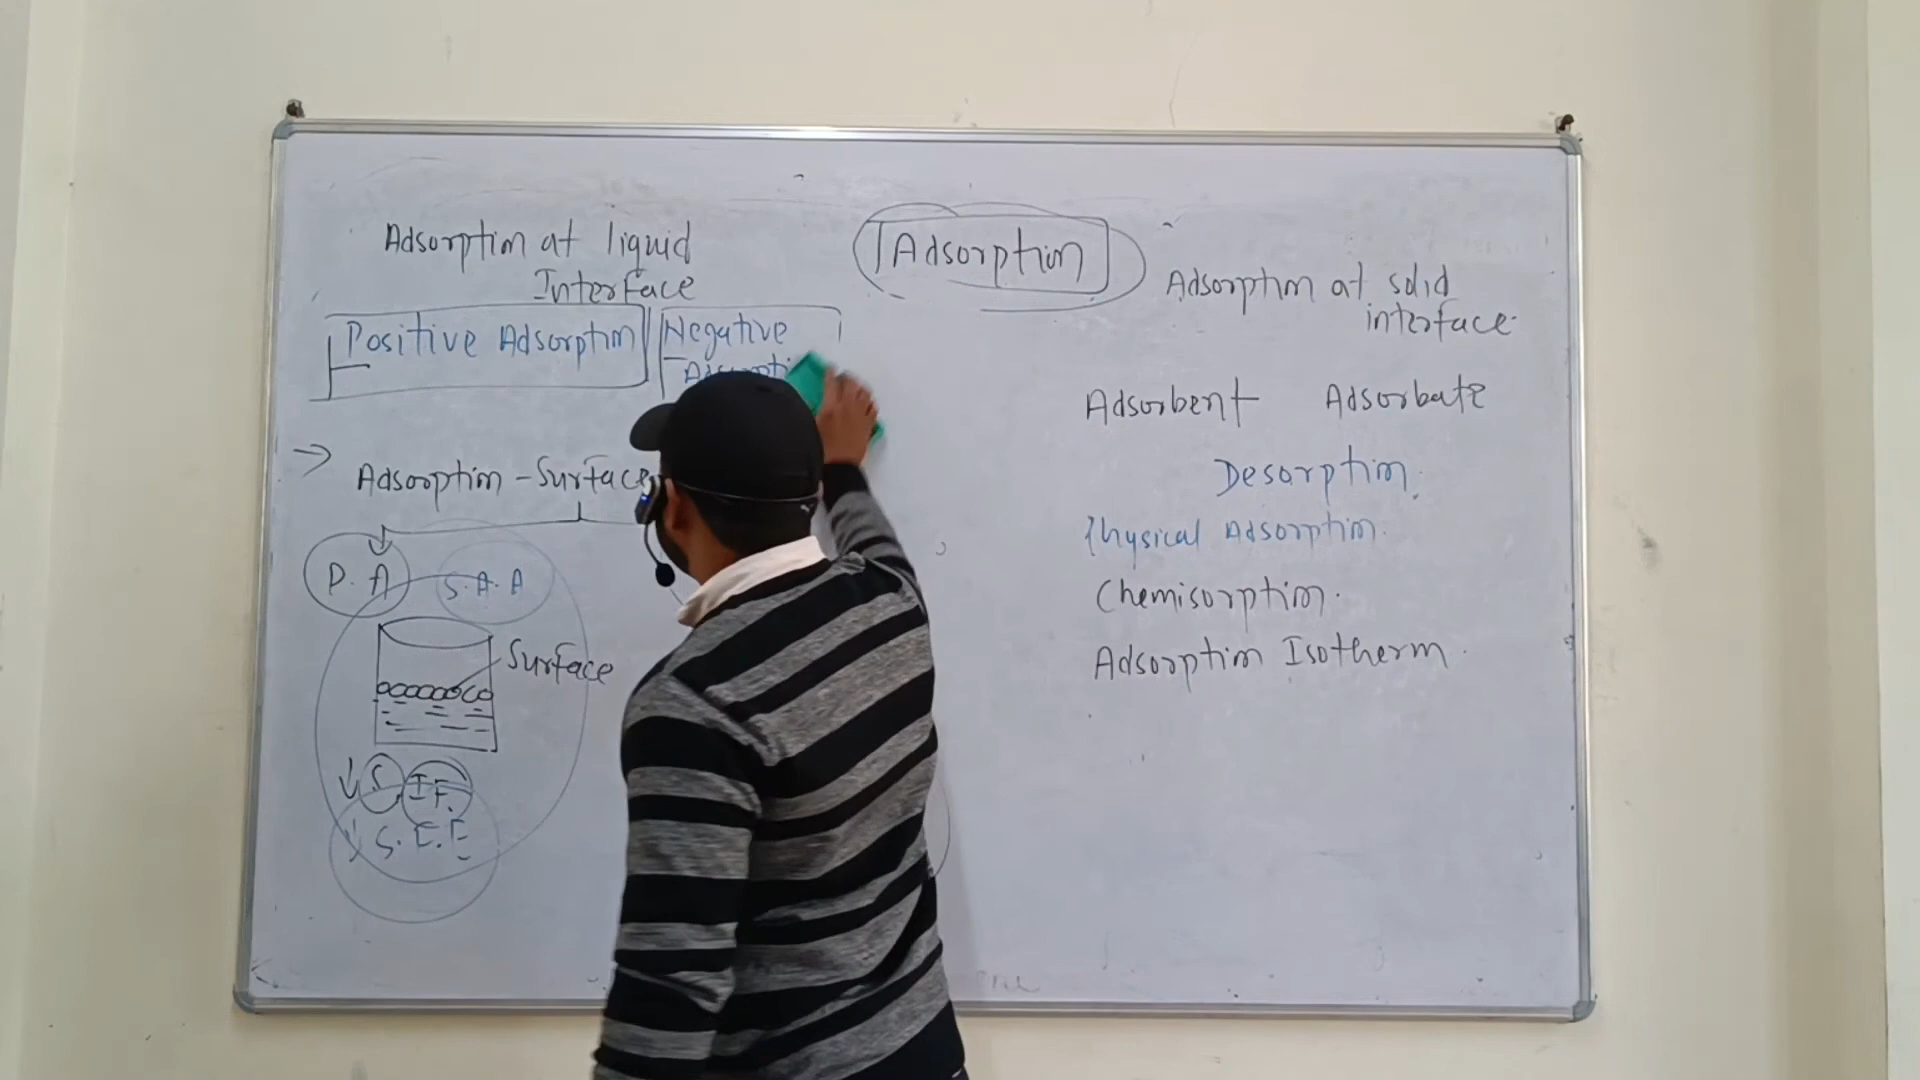 Adsorption at liquid
Interface
Positive Adsorption
Negative
Adsorpti
→ Adsorption - Surface
P. A
S. A. A
Surface
↓ S. I F.
↓ S. F. E
Adsorption
Adsorption at solid
interface.
Adsorbent Adsorbate
Desorption.
Physical Adsorption.
Chemisorption.
Adsorption Isotherm.